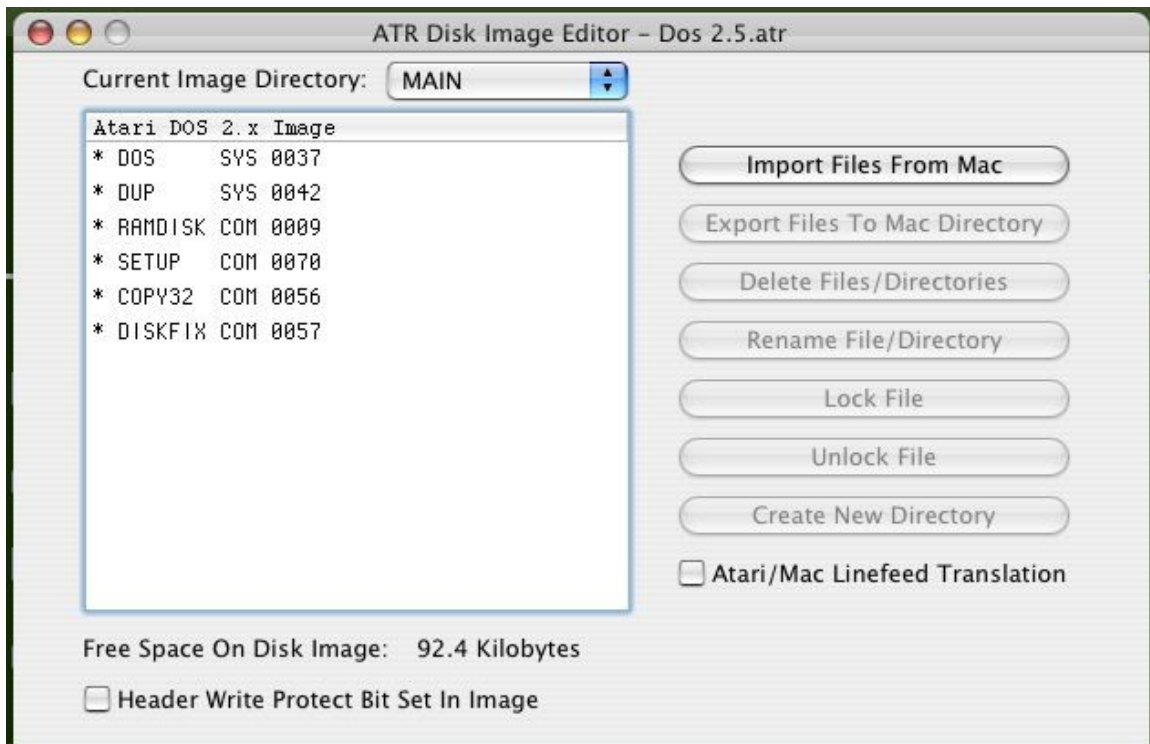 ATR Disk Image Editor – Dos 2.5.atr
Current Image Directory: MAIN
Atari DOS 2.x Image
* DOS SYS 0037
* DUP SYS 0042
* RAMDISK COM 0009
* SETUP COM 0070
* COPY32 COM 0056
* DISKFIX COM 0057
Import Files From Mac
Export Files To Mac Directory
Delete Files/Directories
Rename File/Directory
Lock File
Unlock File
Create New Directory
Atari/Mac Linefeed Translation
Free Space On Disk Image: 92.4 Kilobytes
Header Write Protect Bit Set In Image